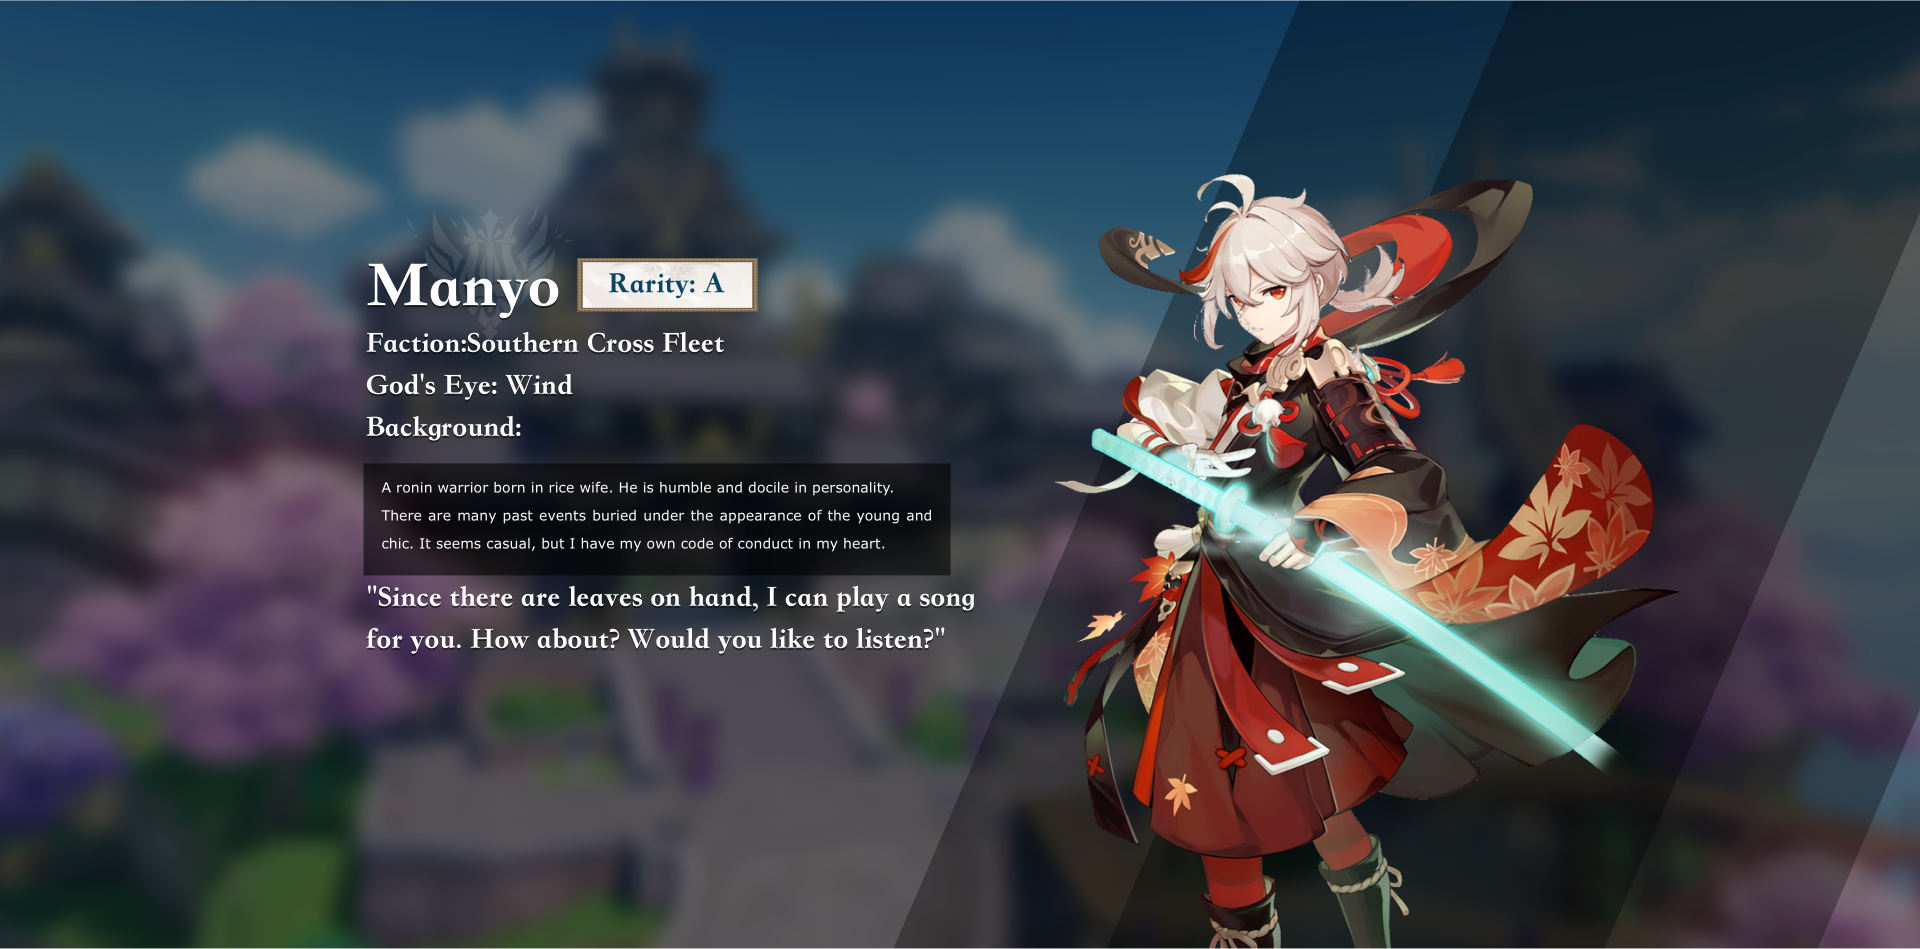 Manyo
Rarity: A
Faction:Southern Cross Fleet
God's Eye: Wind
Background:
A ronin warrior born in rice wife. He is humble and docile in personality.
There are many past events buried under the appearance of the young and
chic. It seems casual, but I have my own code of conduct in my heart.
"Since there are leaves on hand, I can play a song
for you. How about? Would you like to listen?"